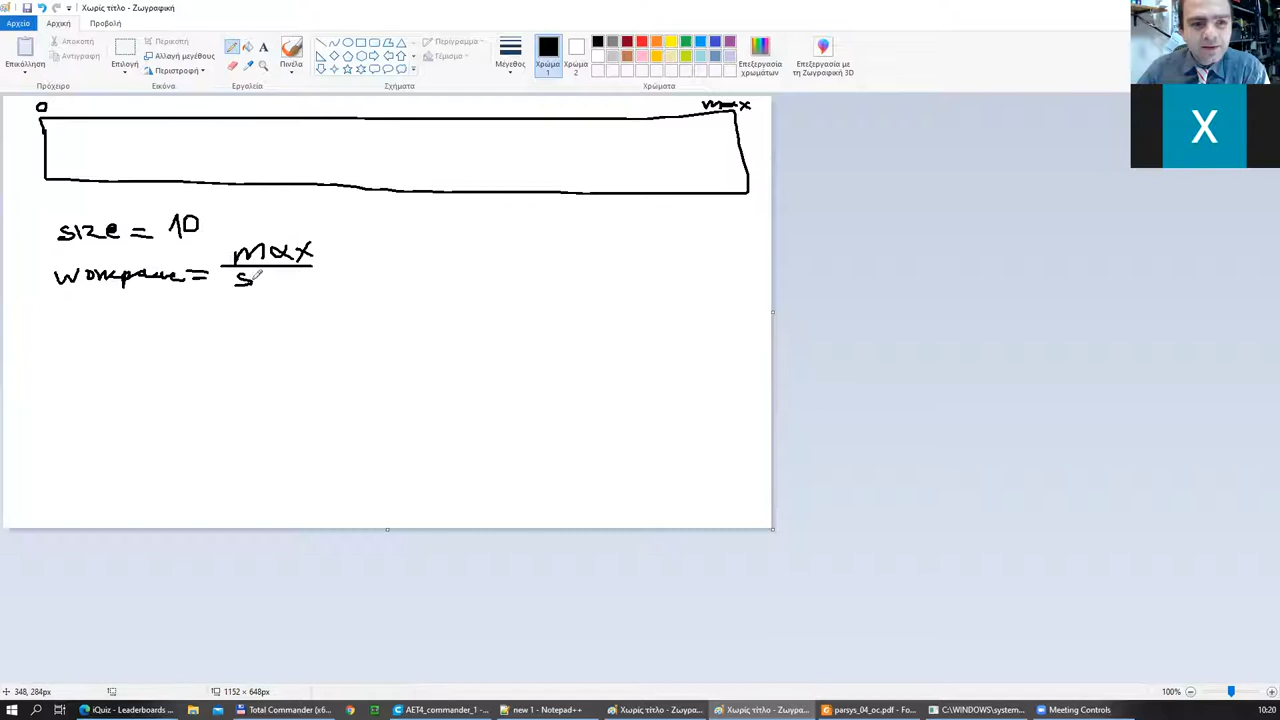 Χωρίς τίτλο - Ζωγραφική
Αρχείο Αρχική Προβολή
Επικόλληση Αποκοπή Αντιγραφή
Επιλογή Περικοπή Αλλαγή μεγέθους Περιστροφή
Πινέλα
Περίγραμμα Γέμισμα
Μέγεθος
Χρώμα 1
Χρώμα 2
Επεξεργασία χρωμάτων
Επεξεργασία με τη Ζωγραφική 3D
Πρόχειρο Εικόνα Εργαλεία Σχήματα Χρώματα
X
0 max
size = 10
max
= 
s
348, 284px 1152 × 648px 100%
iQuiz - Leaderboards ... Total Commander (x6... AET4_commander_1 - ... new 1 - Notepad++ Χωρίς τίτλο - Ζωγρα... Χωρίς τίτλο - Ζωγρα... parsys_04_oc.pdf - Fo... C:\WINDOWS\system... Meeting Controls 10:20